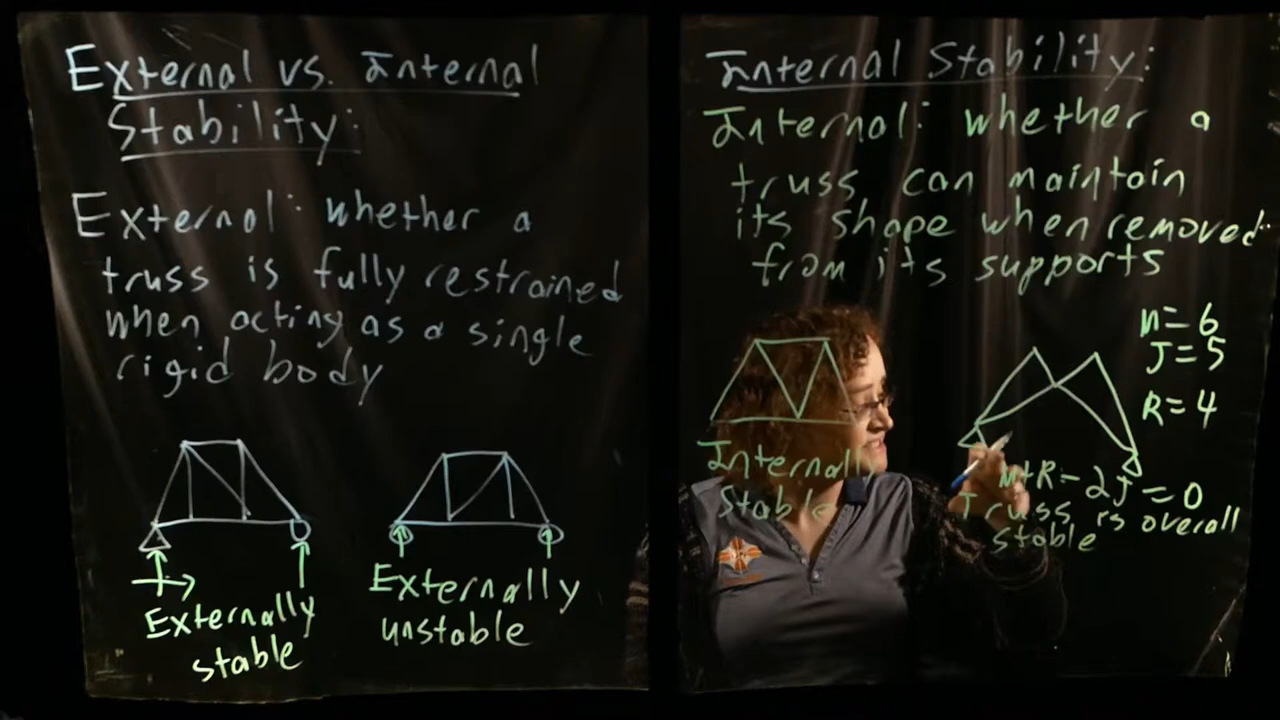 External vs. Internal
Stability:
External: whether a
truss is fully restrained
when acting as a single
rigid body
Externally
stable
Externally
unstable
Internal Stability:
Internal: whether a
truss can maintain
its shape when removed
from its supports
Internally
Stable
M=6
J=5
R=4
M+R-2J=0
Truss is overall
stable